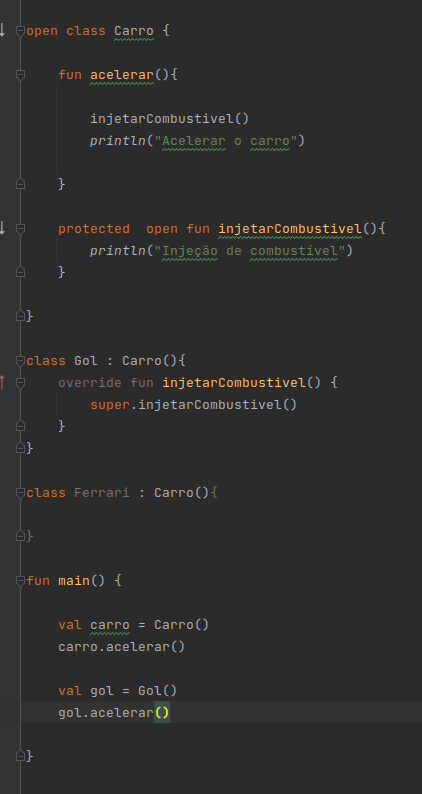 open class Carro {
fun acelerar(){
injetarCombustivel()
println("Acelerar o carro")
}
protected  open fun injetarCombustivel(){
println("Injeção de combustível")
}
}
class Gol : Carro(){
override fun injetarCombustivel() {
super.injetarCombustivel()
}
}
class Ferrari : Carro(){
}
fun main() {
val carro = Carro()
carro.acelerar()
val gol = Gol()
gol.acelerar()
}